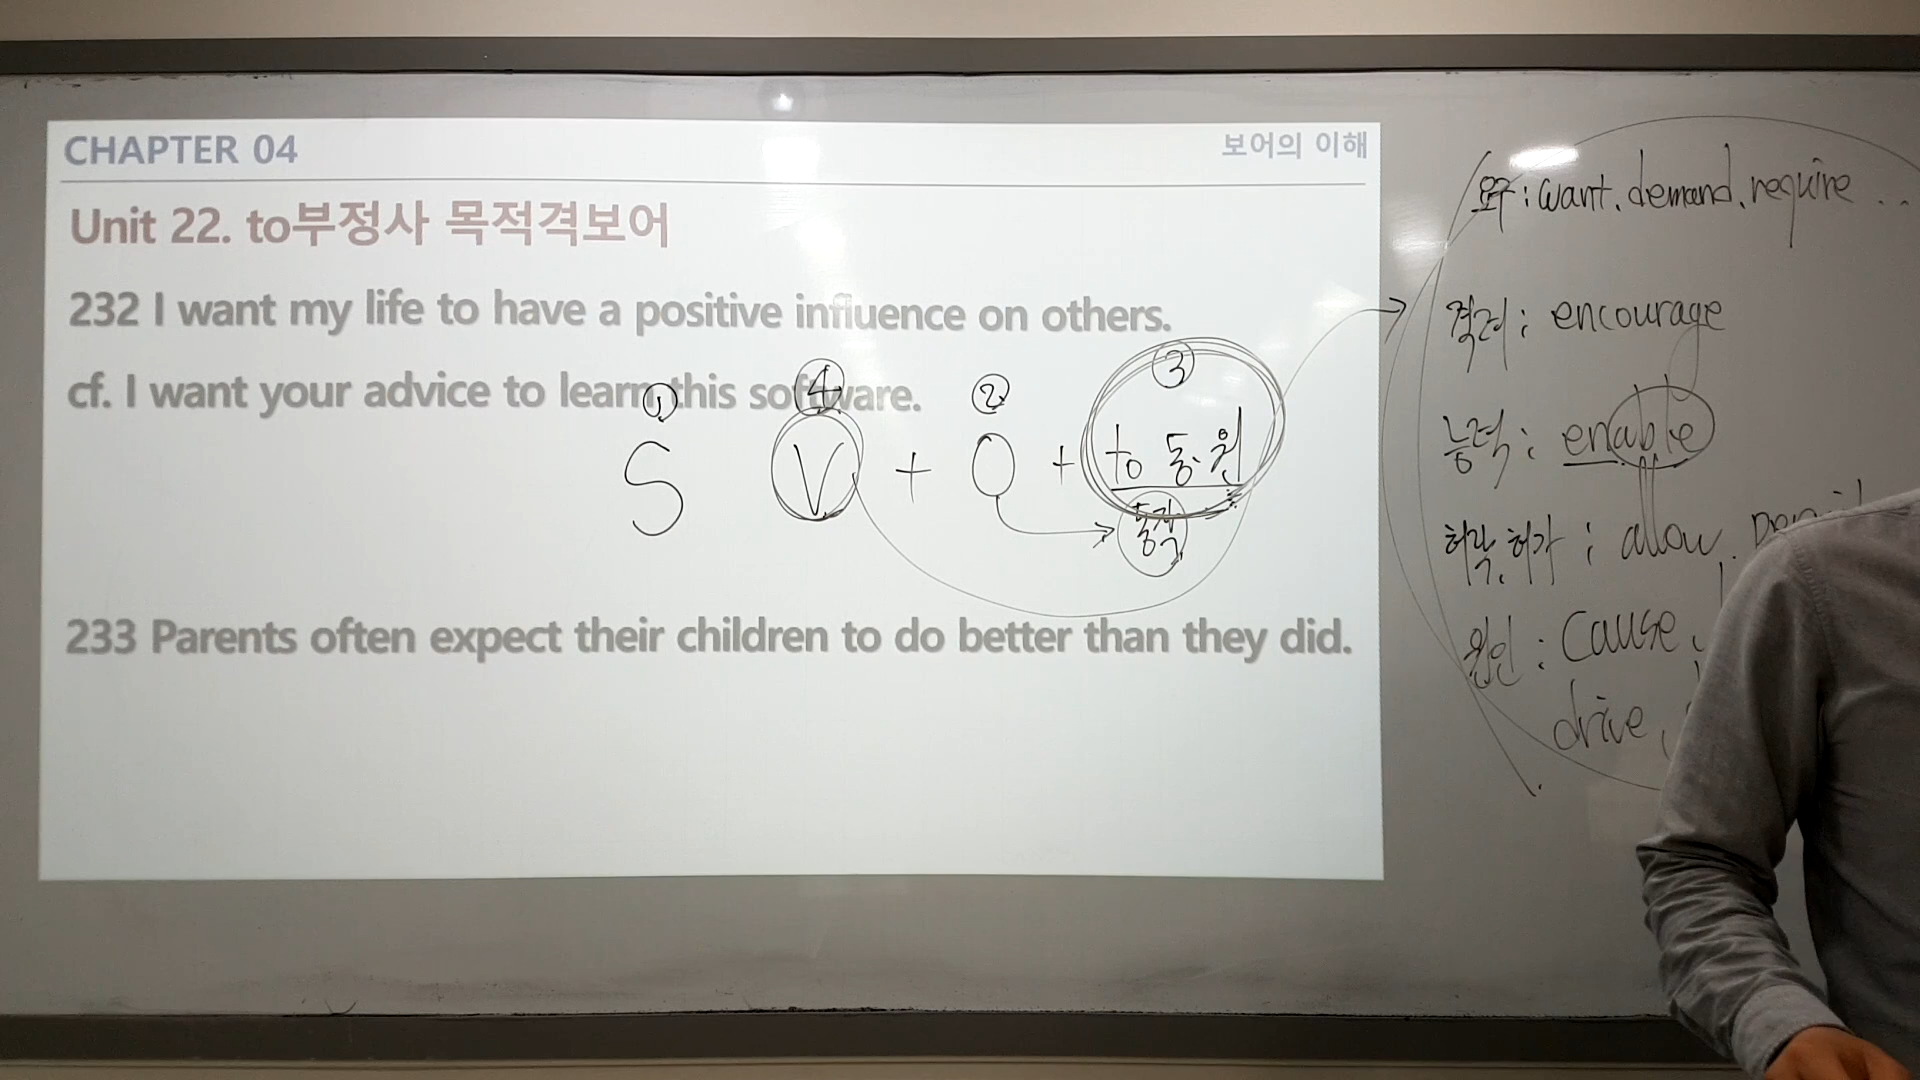 CHAPTER 04
보어의 이해
Unit 22. to부정사 목적격보어
232 I want my life to have a positive influence on others.
cf. I want your advice to learn this software.
① ④ ② ③
S V + O + to 동.원
동작
233 Parents often expect their children to do better than they did.
요구 : want. demand. require ...
격려 : encourage
능력 : enable
허락, 허가 : allow.
원인 : Cause,
drive,